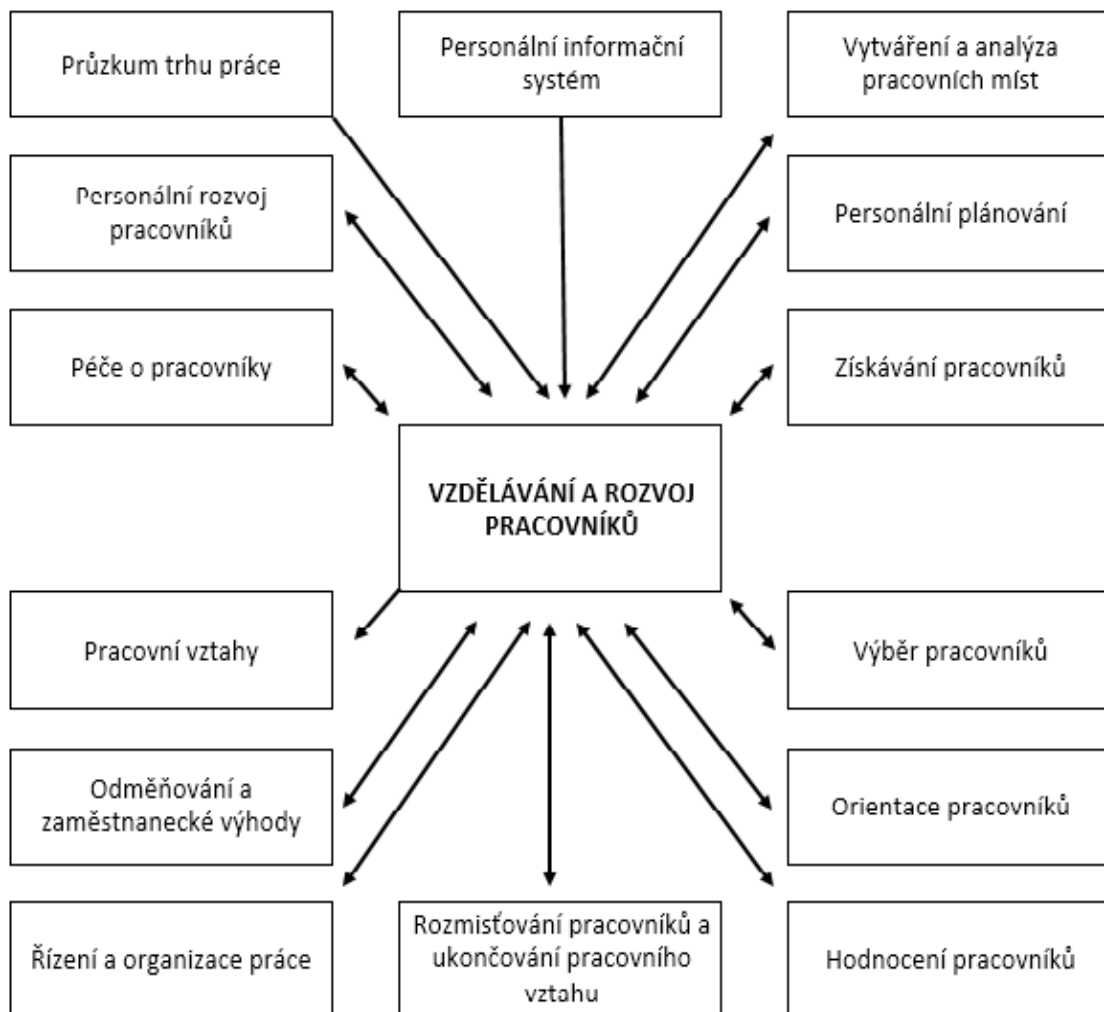 Průzkum trhu práce
Personální informační
systém
Vytváření a analýza
pracovních míst
Personální rozvoj
pracovníků
Personální plánování
Péče o pracovníky
Získávání pracovníků
VZDĚLÁVÁNÍ A ROZVOJ
PRACOVNÍKŮ
Pracovní vztahy
Výběr pracovníků
Odměňování a
zaměstnanecké výhody
Orientace pracovníků
Řízení a organizace práce
Rozmisťování pracovníků a
ukončování pracovního
vztahu
Hodnocení pracovníků